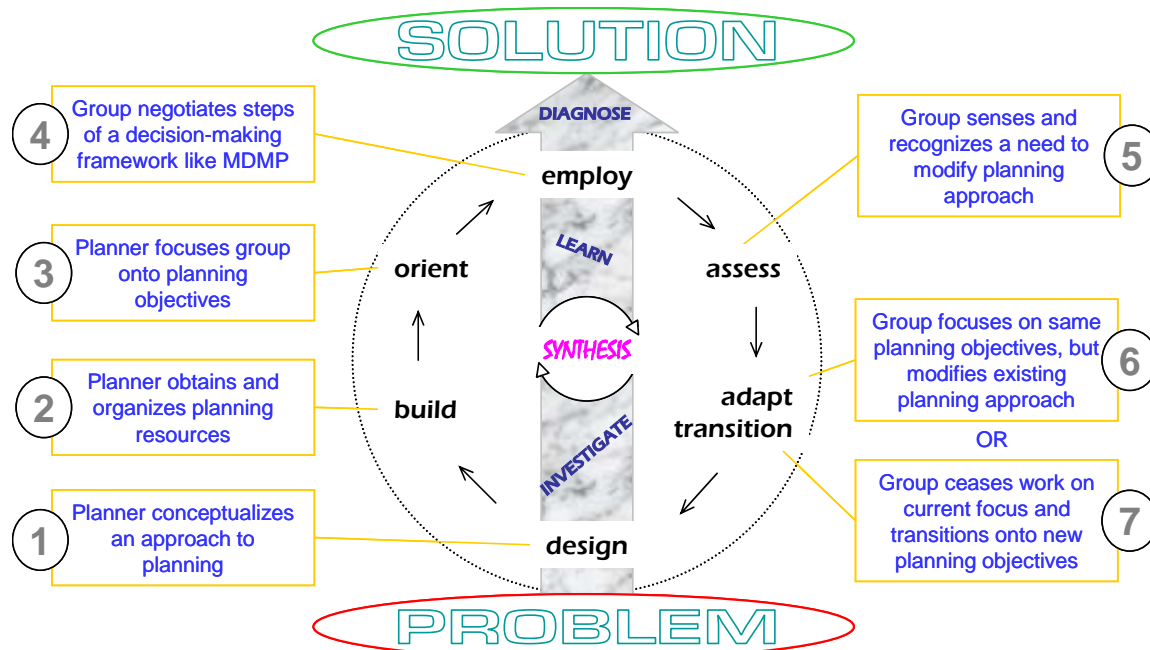 SOLUTION
4
Group negotiates steps
of a decision-making
framework like MDMP
3
Planner focuses group
onto planning
objectives
2
Planner obtains and
organizes planning
resources
1
Planner conceptualizes
an approach to
planning
DIAGNOSE
employ
LEARN
orient
assess
SYNTHESIS
build
adapt
transition
INVESTIGATE
design
Group senses and
recognizes a need to
modify planning
approach
5
Group focuses on same
planning objectives, but
modifies existing
planning approach
6
OR
Group ceases work on
current focus and
transitions onto new
planning objectives
7
PROBLEM